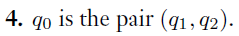 4. q₀ is the pair (q₁, q₂).